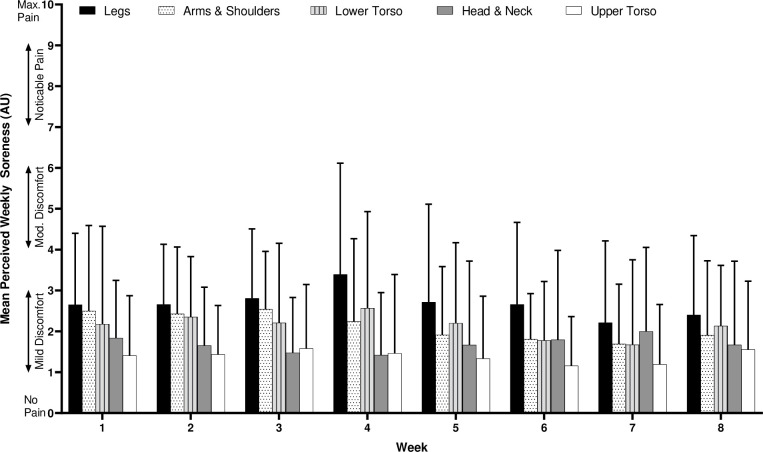 Max. Pain
10
9
8
7
6
5
4
3
2
1
No Pain
0
Mean Perceived Weekly Soreness (AU)
Noticable Pain
Mod. Discomfort
Mild Discomfort
Legs
Arms & Shoulders
Lower Torso
Head & Neck
Upper Torso
1 2 3 4 5 6 7 8
Week